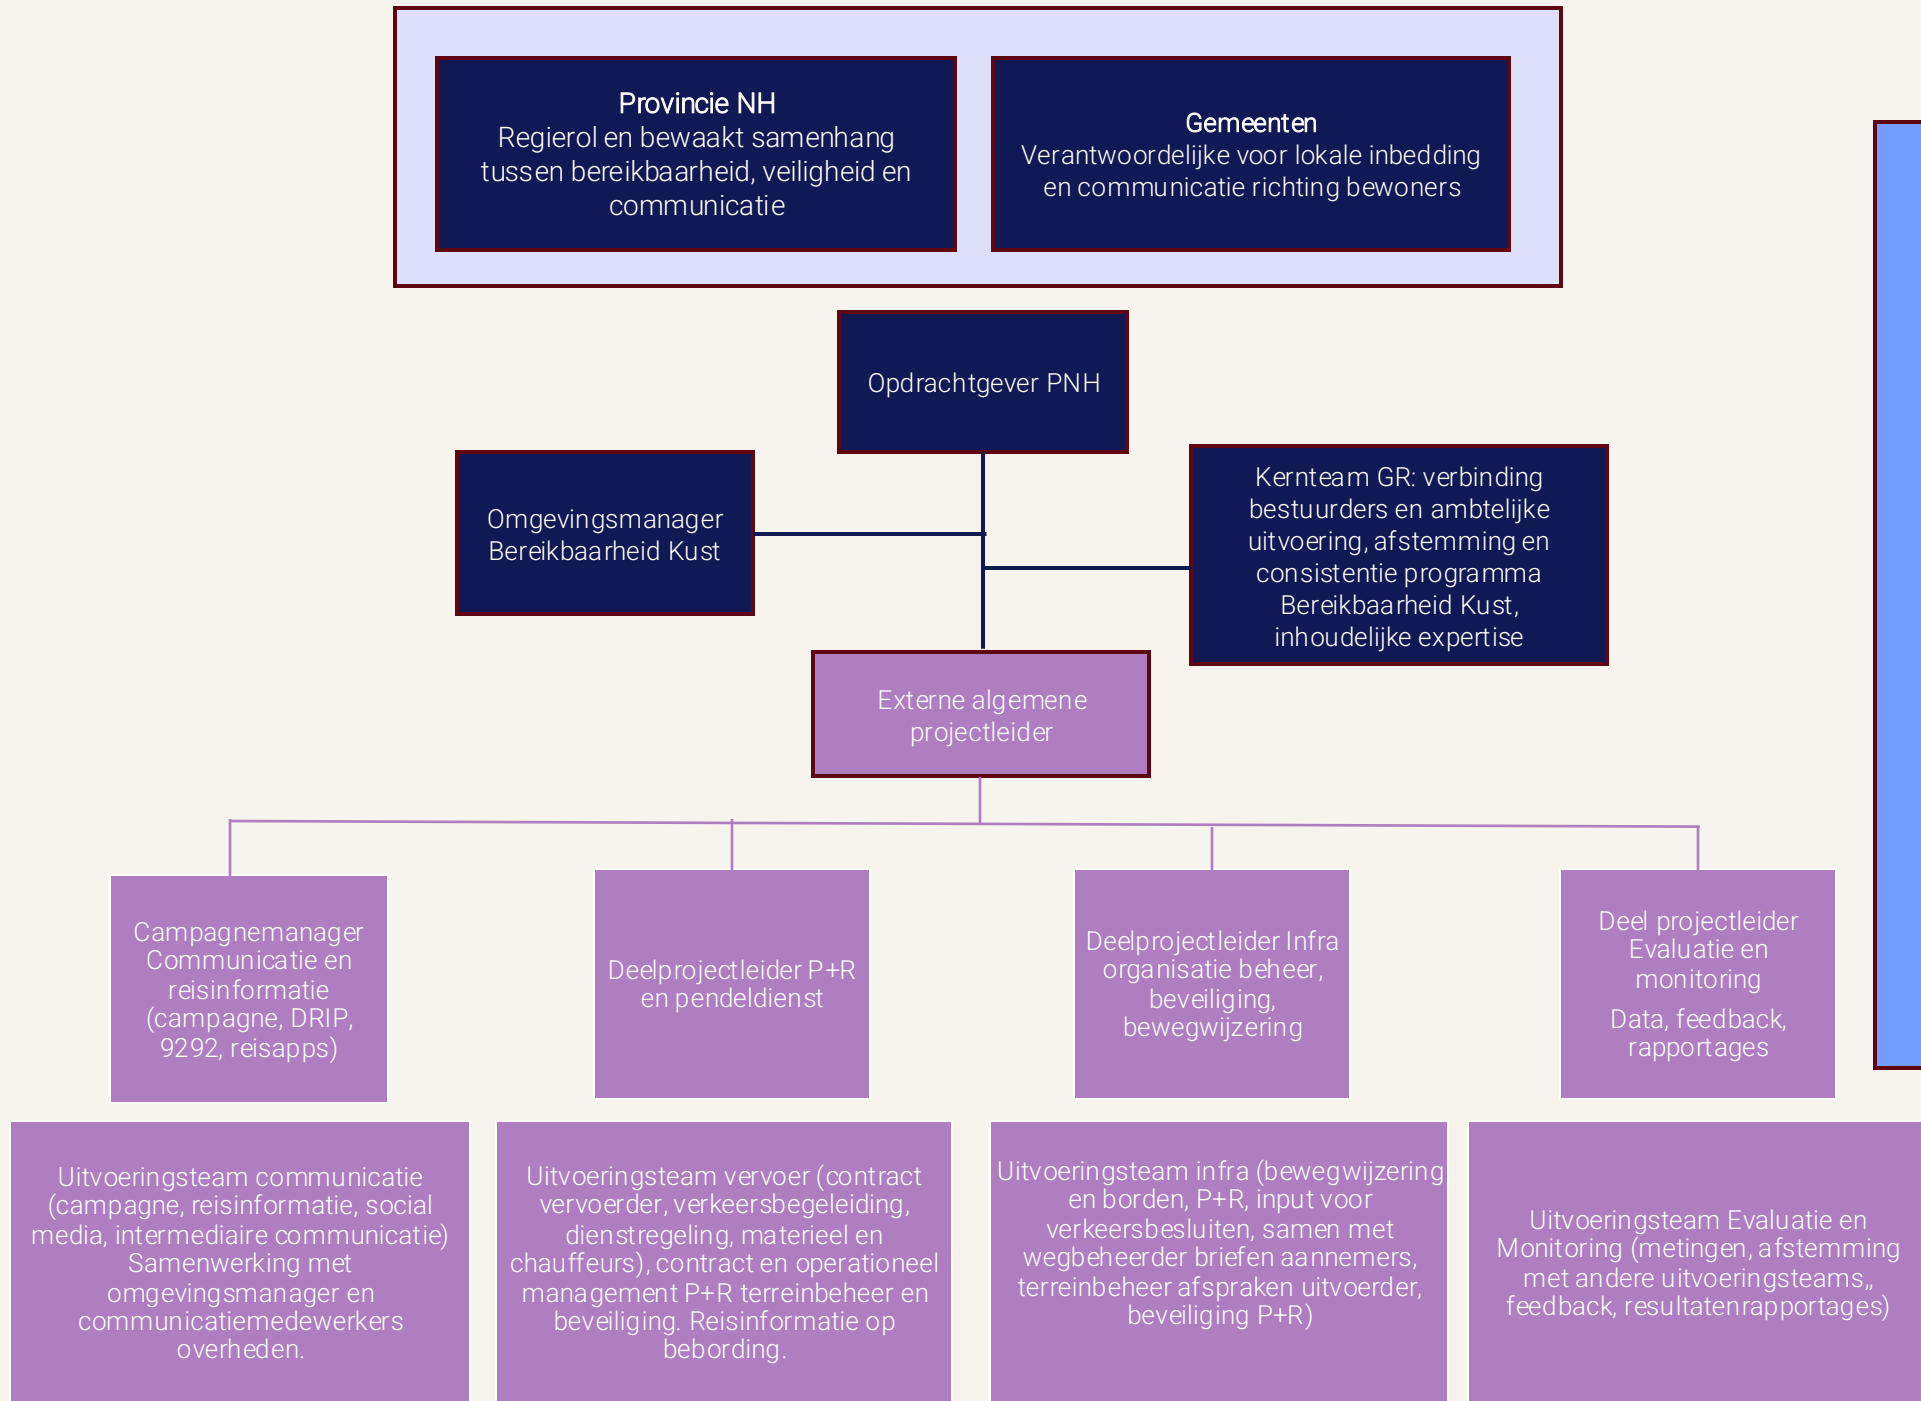 Provincie NH
Regierol en bewaakt samenhang
tussen bereikbaarheid, veiligheid en
communicatie
Gemeenten
Verantwoordelijke voor lokale inbedding
en communicatie richting bewoners
Opdrachtgever PNH
Omgevingsmanager
Bereikbaarheid Kust
Kernteam GR: verbinding
bestuurders en ambtelijke
uitvoering, afstemming en
consistentie programma
Bereikbaarheid Kust,
inhoudelijke expertise
Externe algemene
projectleider
Campagnemanager
Communicatie en
reisinformatie
(campagne, DRIP,
9292, reisapps)
Deelprojectleider P+R
en pendeldienst
Deelprojectleider Infra
organisatie beheer,
beveiliging,
bewegwijzering
Deel projectleider
Evaluatie en
monitoring
Data, feedback,
rapportages
Uitvoeringsteam communicatie
(campagne, reisinformatie, social
media, intermediaire communicatie)
Samenwerking met
omgevingsmanager en
communicatiemedewerkers
overheden.
Uitvoeringsteam vervoer (contract
vervoerder, verkeersbegeleiding,
dienstregeling, materieel en
chauffeurs), contract en operationeel
management P+R terreinbeheer en
beveiliging. Reisinformatie op
bebording.
Uitvoeringsteam infra (bewegwijzering
en borden, P+R, input voor
verkeersbesluiten, samen met
wegbeheerder briefen aannemers,
terreinbeheer afspraken uitvoerder,
beveiliging P+R)
Uitvoeringsteam Evaluatie en
Monitoring (metingen, afstemming
met andere uitvoeringsteams,,
feedback, resultatenrapportages)